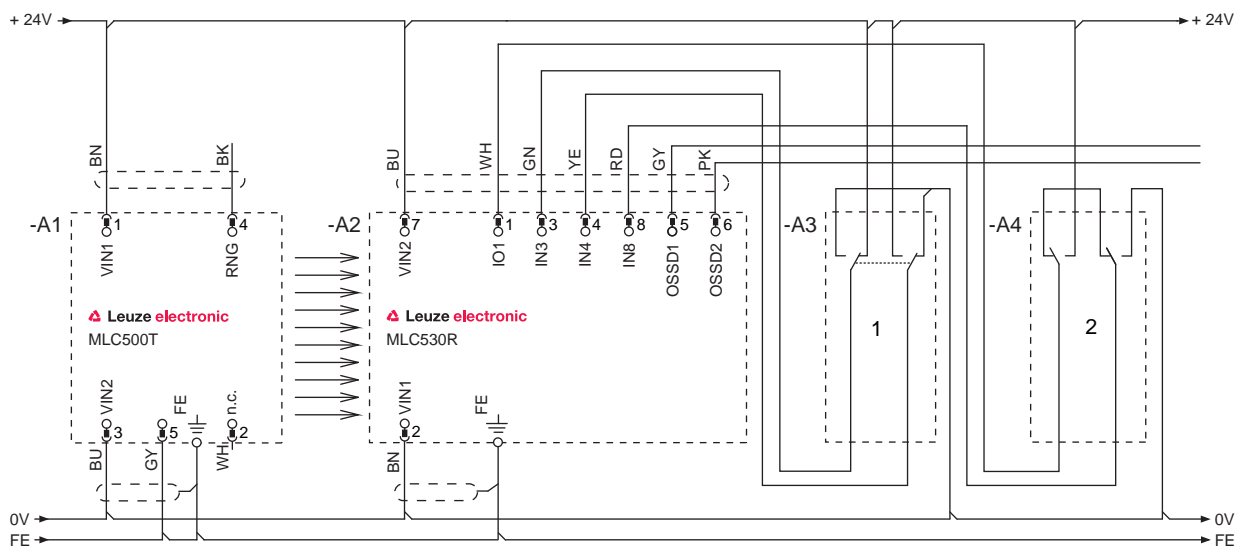 + 24V
+ 24V
BN
BK
BU
WH
GN
YE
RD
GY
PK
-A1
1
4
-A2
7
1
3
4
8
5
6
-A3
-A4
VIN1
RNG
VIN2
IO1
IN3
IN4
IN8
OSSD1
OSSD2
Leuze electronic
MLC500T
Leuze electronic
MLC530R
1
2
VIN2
FE
n.c.
VIN1
FE
3
5
2
2
BU
GY
WH
BN
0V
0V
FE
FE